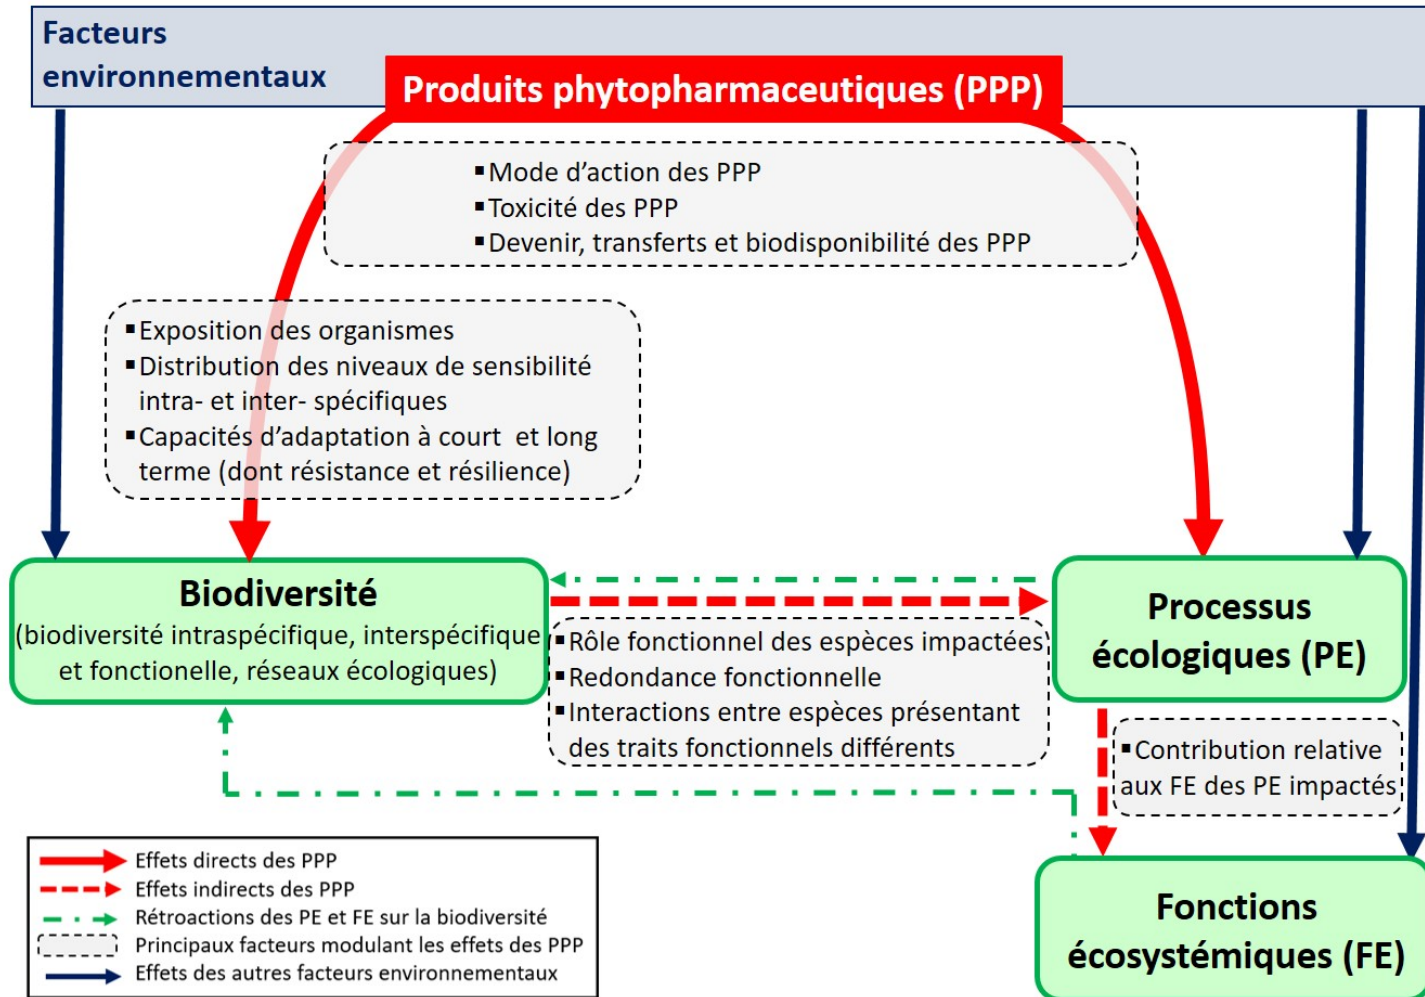 Facteurs
environnementaux
Produits phytopharmaceutiques (PPP)
▪ Mode d’action des PPP
▪ Toxicité des PPP
▪ Devenir, transferts et biodisponibilité des PPP
▪ Exposition des organismes
▪ Distribution des niveaux de sensibilité
intra- et inter- spécifiques
▪ Capacités d’adaptation à court et long
terme (dont résistance et résilience)
Biodiversité
(biodiversité intraspécifique, interspécifique
et fonctionelle, réseaux écologiques)
▪ Rôle fonctionnel des espèces impactées
▪ Redondance fonctionnelle
▪ Interactions entre espèces présentant
des traits fonctionnels différents
Processus
écologiques (PE)
▪ Contribution relative
aux FE des PE impactés
Fonctions
écosystémiques (FE)
Effets directs des PPP
Effets indirects des PPP
Rétroactions des PE et FE sur la biodiversité
Principaux facteurs modulant les effets des PPP
Effets des autres facteurs environnementaux